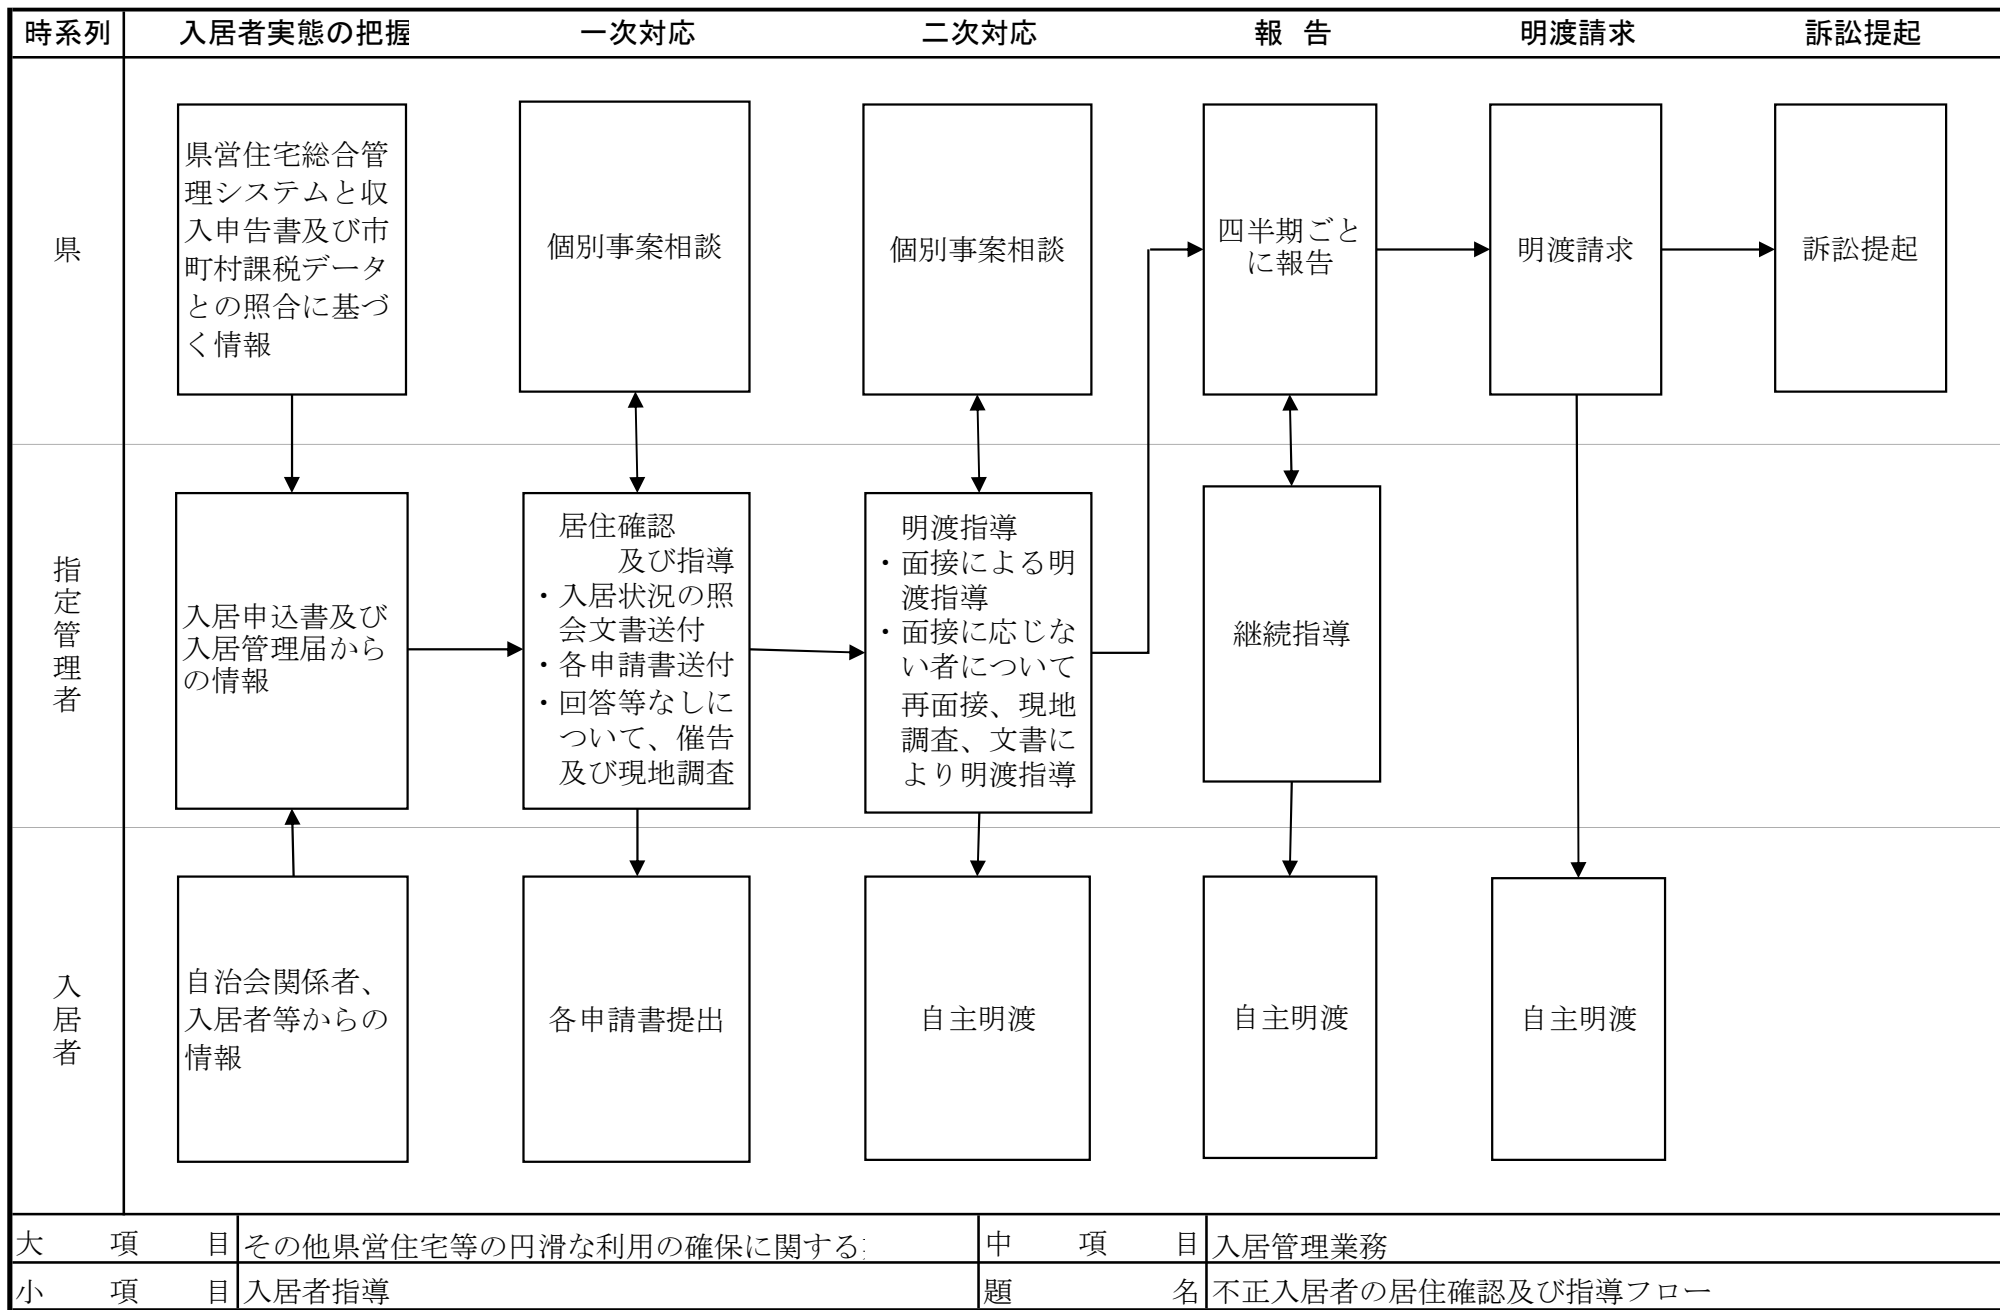 時系列 入居者実態の把握 一次対応 二次対応 報 告 明渡請求 訴訟提起
県
県営住宅総合管
理システムと収
入申告書及び市
町村課税データ
との照合に基づ
く情報
個別事案相談
個別事案相談
四半期ごと
に報告
明渡請求
訴訟提起
指定管理者
入居申込書及び
入居管理届から
の情報
居住確認
及び指導
・入居状況の照
会文書送付
・各申請書送付
・回答等なしに
ついて、催告
及び現地調査
明渡指導
・面接による明
渡指導
・面接に応じな
い者について
再面接、現地
調査、文書に
より明渡指導
継続指導
入居者
自治会関係者、
入居者等からの
情報
各申請書提出
自主明渡
自主明渡
自主明渡
大項目 その他県営住宅等の円滑な利用の確保に関する 中項目 入居管理業務
小項目 入居者指導 題名 不正入居者の居住確認及び指導フロー